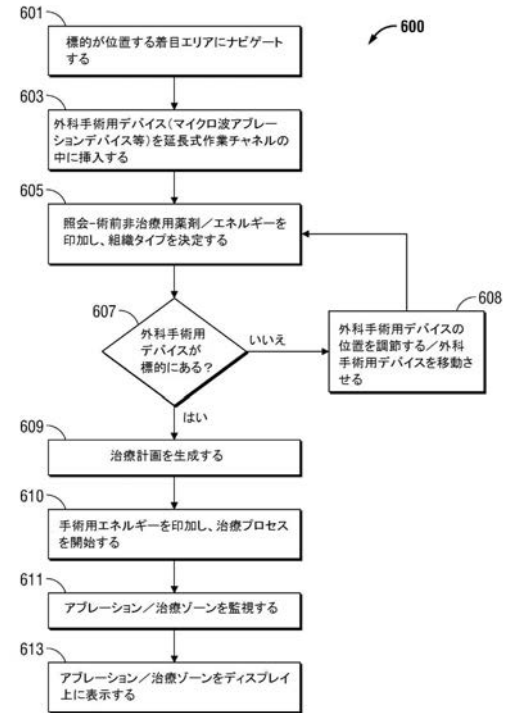 601
600
標的が位置する着目エリアにナビゲート
する
603
外科手術用デバイス(マイクロ波アブレー
ションデバイス等)を延長式作業チャネルの
中に挿入する
605
照会-術前非治療用薬剤/エネルギーを
印加し、組織タイプを決定する
607
外科手術用
デバイスが
標的にある?
いいえ
608
外科手術用デバイスの
位置を調節する/外科
手術用デバイスを移動さ
せる
はい
609
治療計画を生成する
610
手術用エネルギーを印加し、治療プロセス
を開始する
611
アブレーション/治療ゾーンを監視する
613
アブレーション/治療ゾーンをディスプレイ
上に表示する